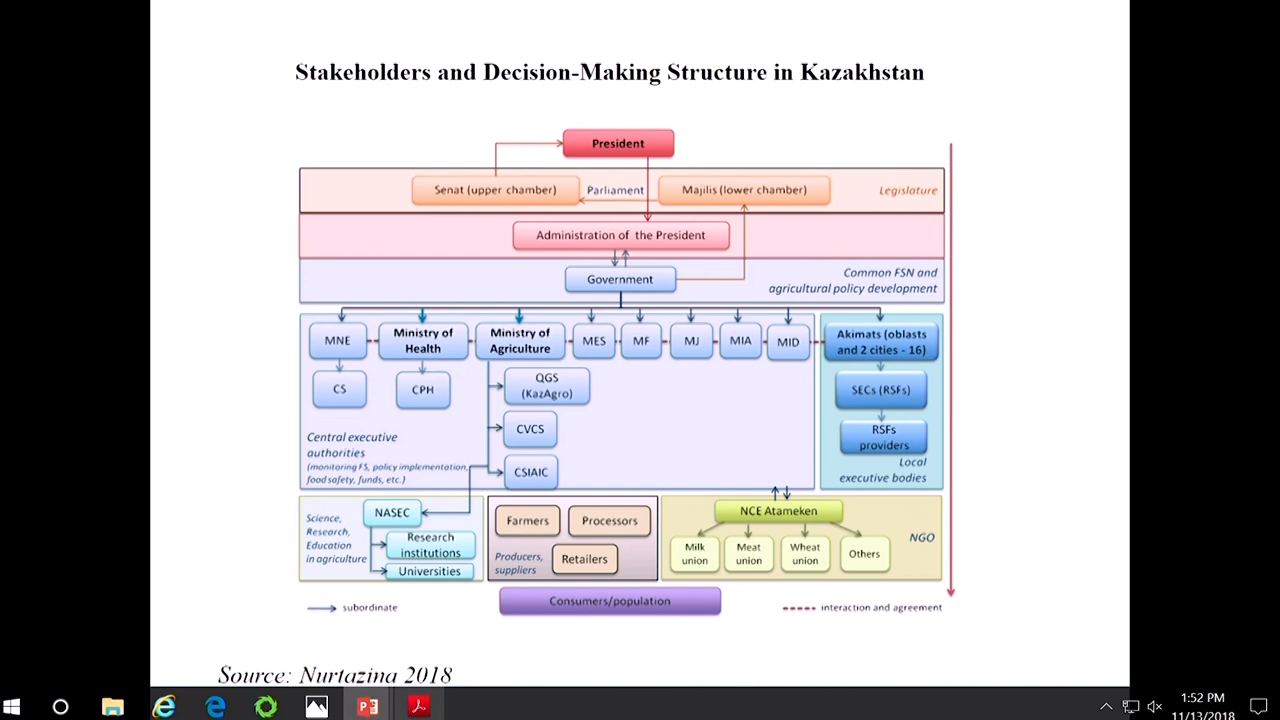 Stakeholders and Decision-Making Structure in Kazakhstan
President
Senat (upper chamber)
Parliament
Majilis (lower chamber)
Legislature
Administration of the President
Government
Common FSN and
agricultural policy development
MNE
Ministry of
Health
Ministry of
Agriculture
MES
MF
MJ
MIA
MID
Akimats (oblasts
and 2 cities - 16)
CS
CPH
QGS
(KazAgro)
SECs (RSFs)
CVCS
RSFs
providers
Central executive
authorities
(monitoring FS, policy implementation,
food safety, funds, etc.)
CSIAIC
Local
executive bodies
Science,
Research,
Education
in agriculture
NASEC
Research
institutions
Universities
Farmers
Processors
Producers,
suppliers
Retailers
NCE Atameken
NGO
Milk
union
Meat
union
Wheat
union
Others
subordinate
Consumers/population
interaction and agreement
Source: Nurtazina 2018
1:52 PM
11/13/2018